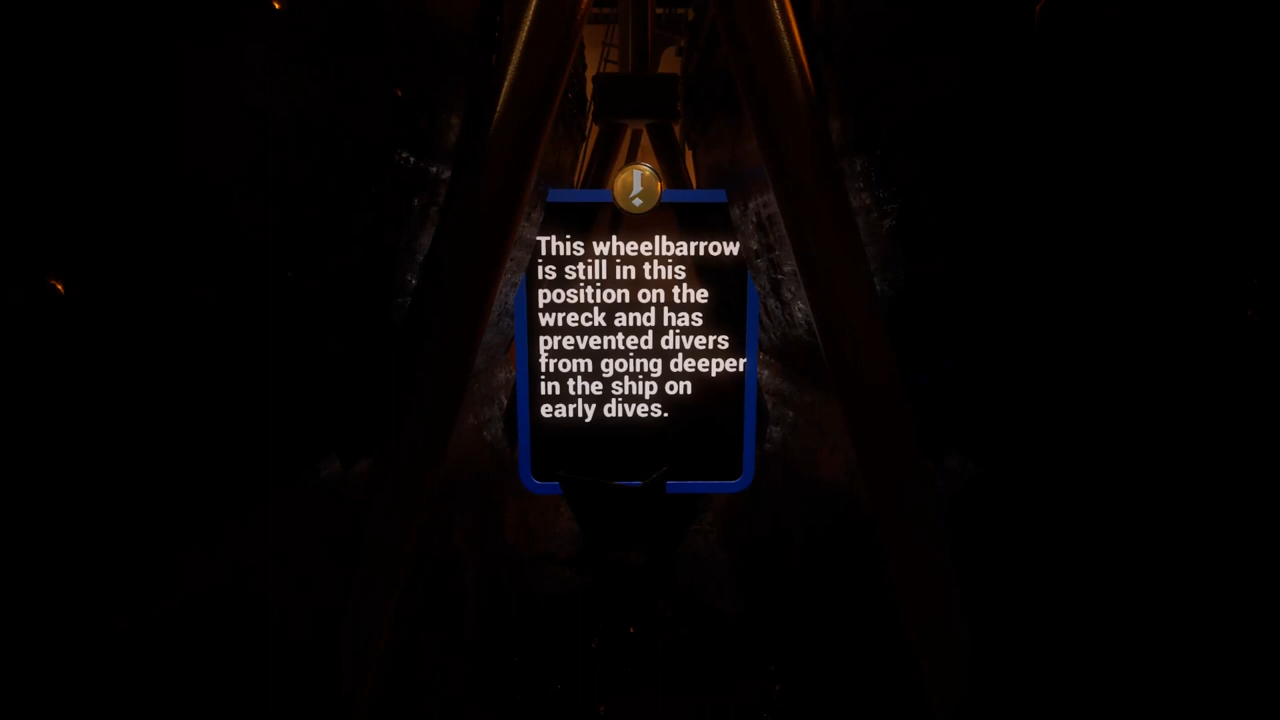 This wheelbarrow
is still in this
position on the
wreck and has
prevented divers
from going deeper
in the ship on
early dives.